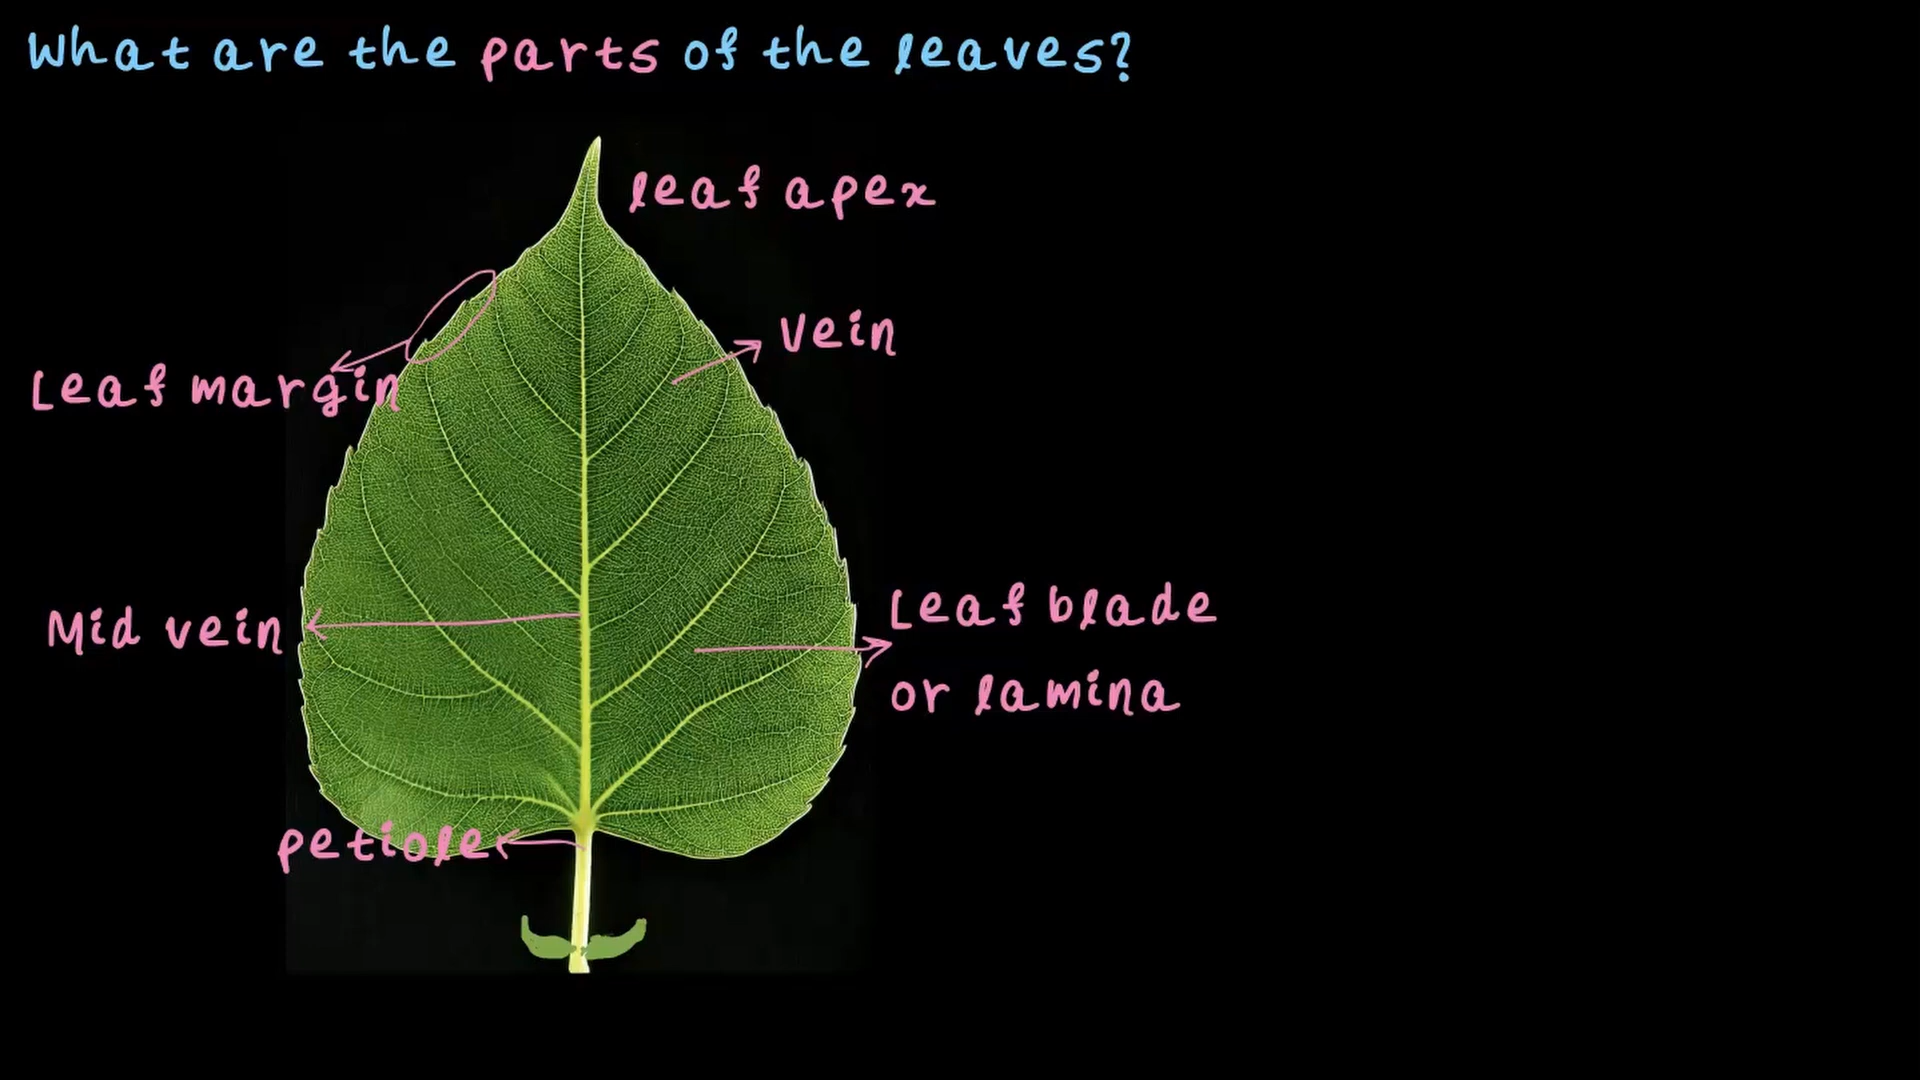 What are the parts of the leaves?
leaf apex
Vein
Leaf margin
Leaf blade
or lamina
Mid vein
petiole